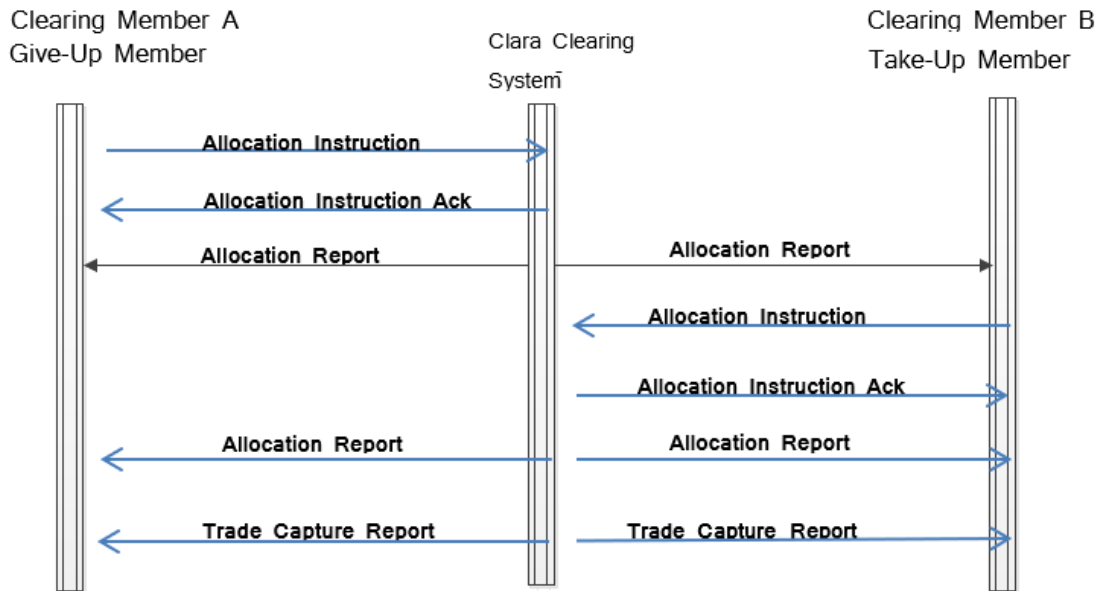 Clearing Member A
Give-Up Member
Clara Clearing
System
Clearing Member B
Take-Up Member
Allocation Instruction
Allocation Instruction Ack
Allocation Report
Allocation Report
Allocation Instruction
Allocation Instruction Ack
Allocation Report
Allocation Report
Trade Capture Report
Trade Capture Report